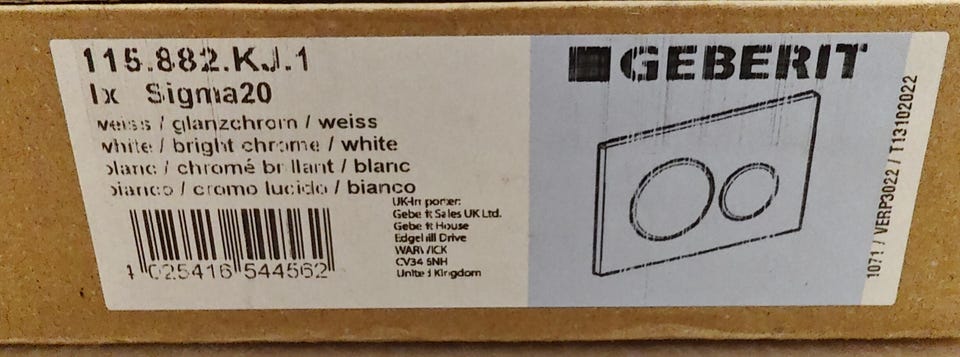 115.882.KJ.1
1x Sigma20
weiss / glanzchrom / weiss
white / bright chrome / white
blanc / chromé brillant / blanc
bianco / cromo lucido / bianco
4 025416 544562
UK-Importer:
Geberit Sales UK Ltd.
Geberit House
Edgehill Drive
WARWICK
CV34 6NH
United Kingdom
GEBERIT
1071 / VERP3022 / T13102022